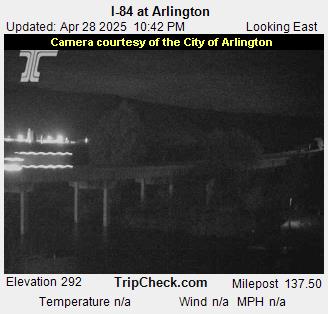 I-84 at Arlington
Updated: Apr 28 2025 10:42 PM Looking East
Camera courtesy of the City of Arlington
Elevation 292 TripCheck.com Milepost 137.50
Temperature n/a Wind n/a MPH n/a